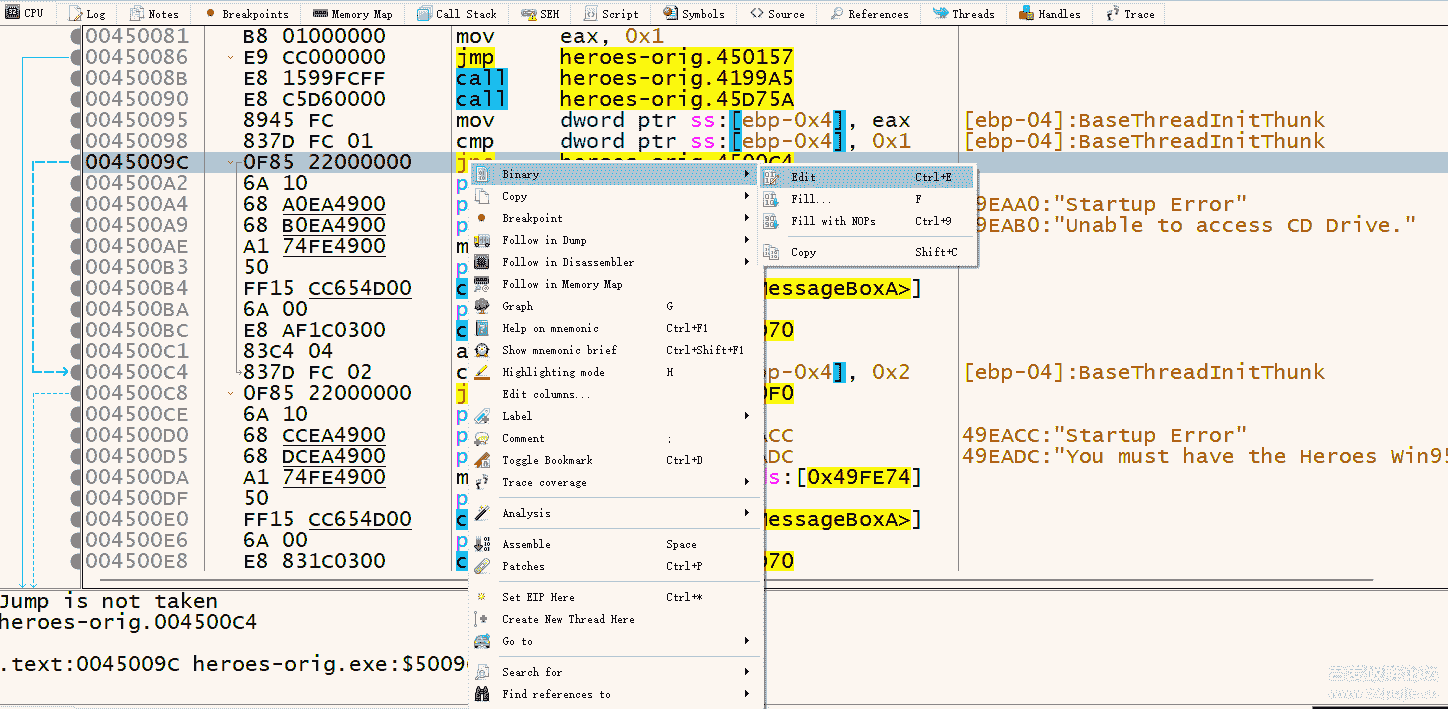 CPU Log Notes Breakpoints Memory Map Call Stack SEH Script Symbols Source References Threads Handles Trace
00450081 B8 01000000 mov eax, 0x1
00450086 E9 CC000000 jmp heroes-orig.450157
0045008B E8 1599FCFF call heroes-orig.4199A5
00450090 E8 C5D60000 call heroes-orig.45D75A
00450095 8945 FC mov dword ptr ss:[ebp-0x4], eax [ebp-04]:BaseThreadInitThunk
00450098 837D FC 01 cmp dword ptr ss:[ebp-0x4], 0x1 [ebp-04]:BaseThreadInitThunk
0045009C 0F85 22000000
004500A2 6A 10
004500A4 68 A0EA4900 9EAA0:"Startup Error"
004500A9 68 B0EA4900 9EAB0:"Unable to access CD Drive."
004500AE A1 74FE4900
004500B3 50
004500B4 FF15 CC654D00 MessageBoxA>]
004500BA 6A 00
004500BC E8 AF1C0300 70
004500C1 83C4 04
004500C4 837D FC 02 p-0x4], 0x2 [ebp-04]:BaseThreadInitThunk
004500C8 0F85 22000000 0F0
004500CE 6A 10
004500D0 68 CCEA4900 ACC 49EACC:"Startup Error"
004500D5 68 DCEA4900 ADC 49EADC:"You must have the Heroes Win95
004500DA A1 74FE4900 s:[0x49FE74]
004500DF 50
004500E0 FF15 CC654D00 MessageBoxA>]
004500E6 6A 00
004500E8 E8 831C0300 70
Binary
Copy
Breakpoint
Follow in Dump
Follow in Disassembler
Follow in Memory Map
Graph G
Help on mnemonic Ctrl+F1
Show mnemonic brief Ctrl+Shift+F1
Highlighting mode H
Edit columns...
Label
Comment ;
Toggle Bookmark Ctrl+D
Trace coverage
Analysis
Assemble Space
Patches Ctrl+P
Set EIP Here Ctrl+*
Create New Thread Here
Go to
Search for
Find references to
Edit Ctrl+E
Fill... F
Fill with NOPs Ctrl+9
Copy Shift+C
Jump is not taken
heroes-orig.004500C4
.text:0045009C heroes-orig.exe:$5009